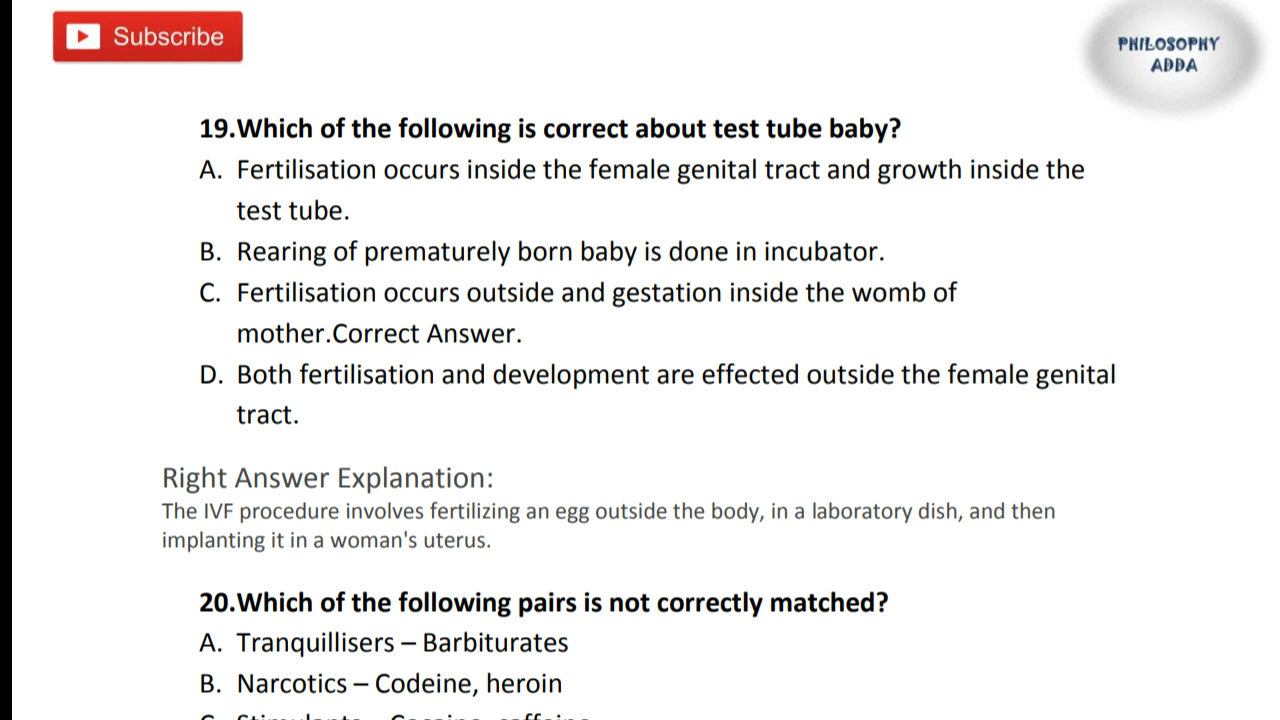 Subscribe
PHILOSOPHY
ADDA
19.Which of the following is correct about test tube baby?
A. Fertilisation occurs inside the female genital tract and growth inside the
test tube.
B. Rearing of prematurely born baby is done in incubator.
C. Fertilisation occurs outside and gestation inside the womb of
mother.Correct Answer.
D. Both fertilisation and development are effected outside the female genital
tract.
Right Answer Explanation:
The IVF procedure involves fertilizing an egg outside the body, in a laboratory dish, and then
implanting it in a woman's uterus.
20.Which of the following pairs is not correctly matched?
A. Tranquillisers – Barbiturates
B. Narcotics – Codeine, heroin